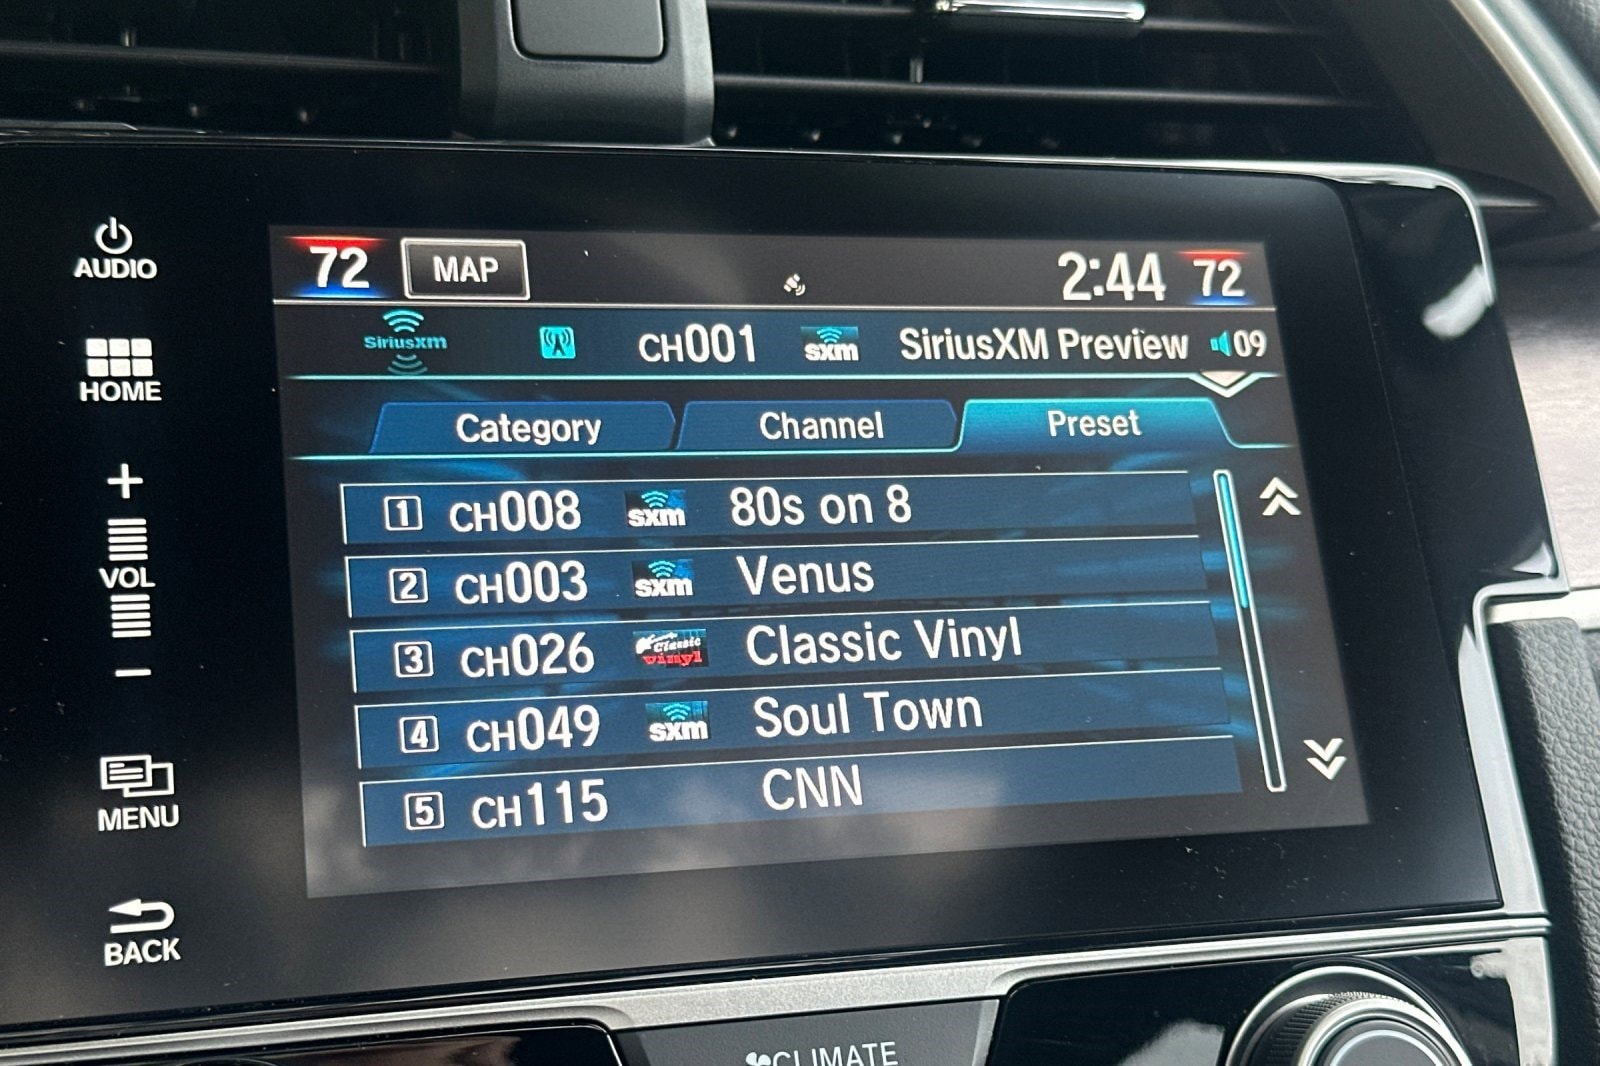 AUDIO
HOME
VOL
MENU
BACK
72 MAP 2:44 72
SiriusXM CH001 sxm SiriusXM Preview 09
Category Channel Preset
1 CH008 sxm 80s on 8
2 CH003 sxm Venus
3 CH026 Classic Vinyl Classic Vinyl
4 CH049 sxm Soul Town
5 CH115 CNN
CLIMATE